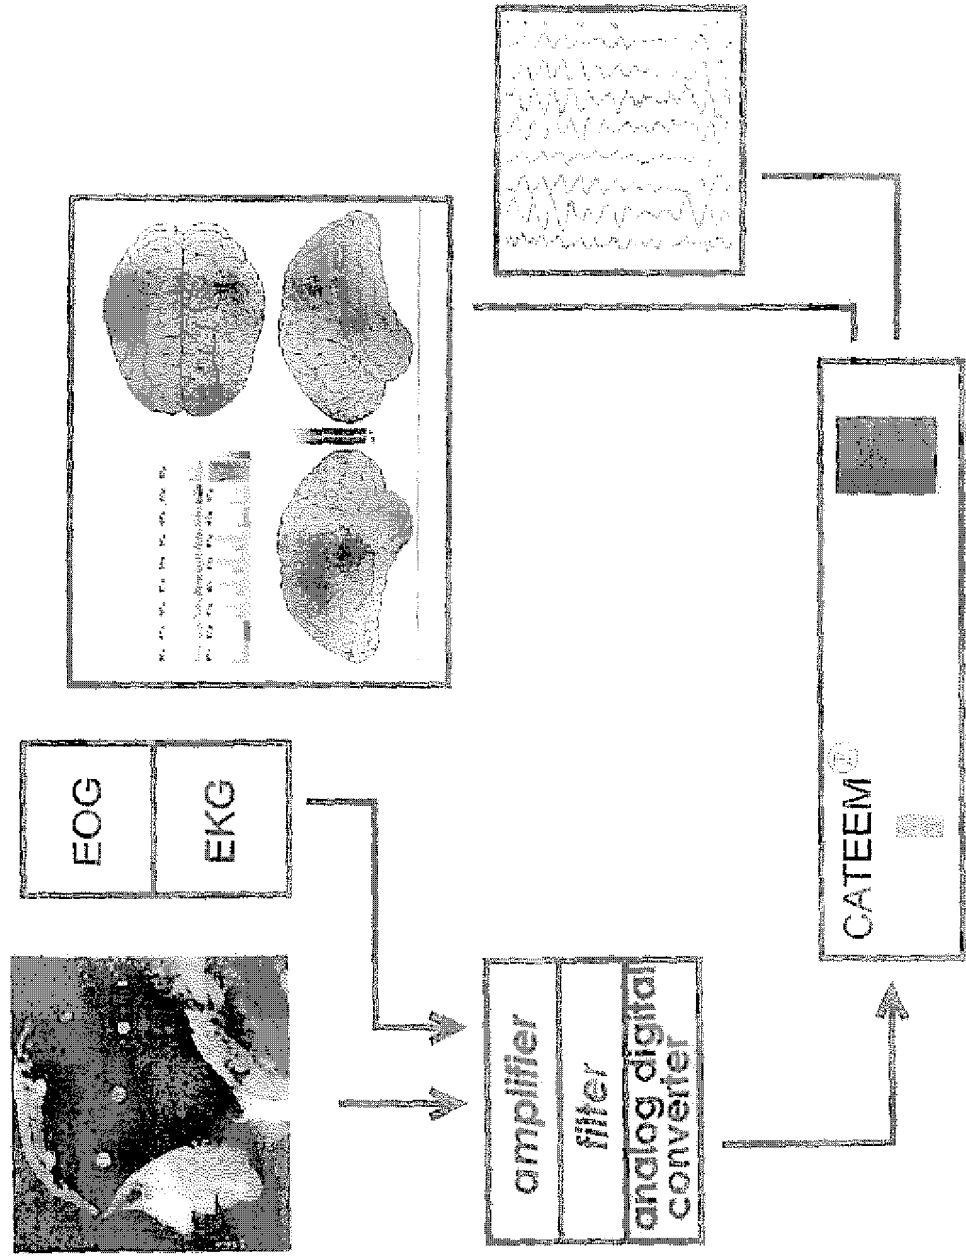 EOG
EKG
amplifier
filter
analog digital
converter
CATEEM®